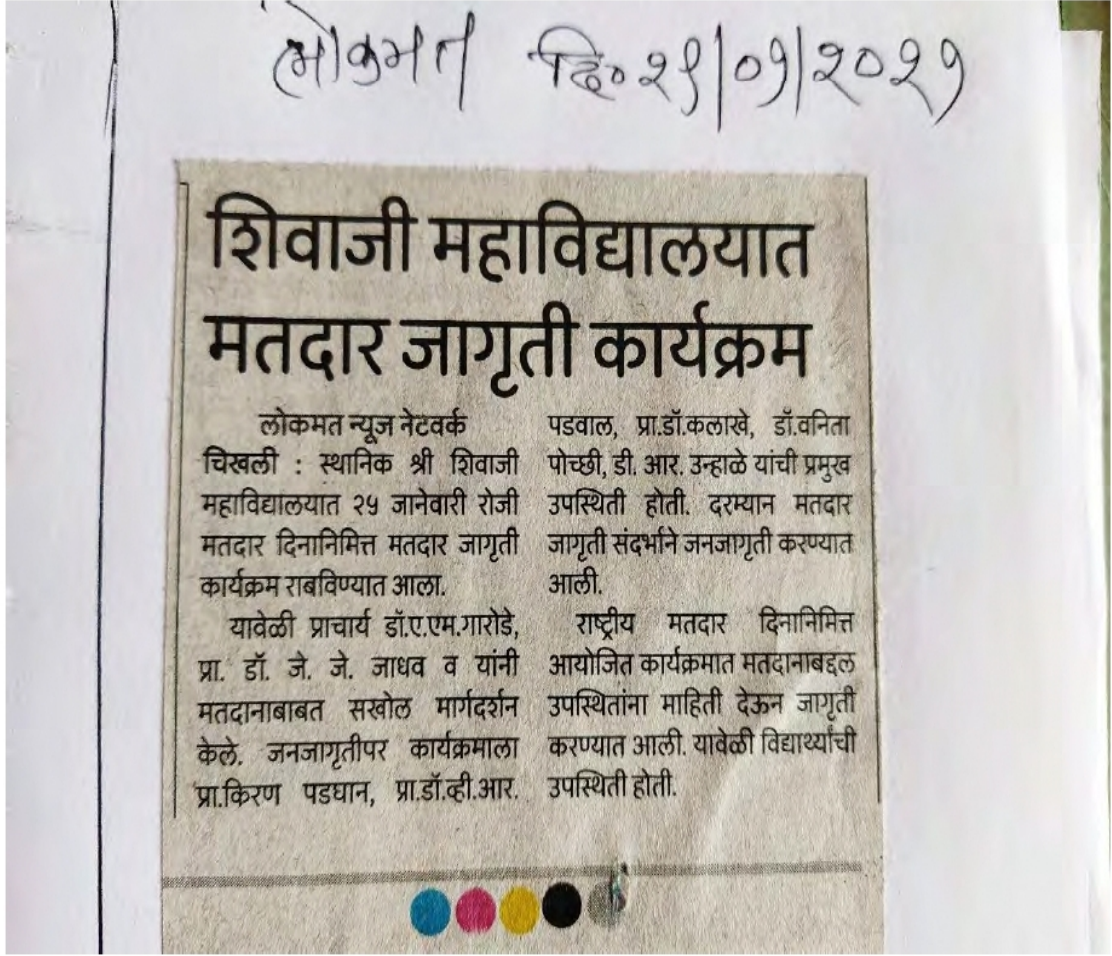 लोकमत दि० २९/०१/२०२१
शिवाजी महाविद्यालयात
मतदार जागृती कार्यक्रम
लोकमत न्यूज नेटवर्क
चिखली : स्थानिक श्री शिवाजी
महाविद्यालयात २५ जानेवारी रोजी
मतदार दिनानिमित्त मतदार जागृती
कार्यक्रम राबविण्यात आला.
यावेळी प्राचार्य डॉ.ए.एम.गारोडे,
प्रा. डॉ. जे. जे. जाधव व यांनी
मतदानाबाबत सखोल मार्गदर्शन
केले. जनजागृतीपर कार्यक्रमाला
प्रा.किरण पडघान, प्रा.डॉ.व्ही.आर.
पडवाल, प्रा.डॉ.कलाखे, डॉ.वनिता
पोच्छी, डी. आर. उन्हाळे यांची प्रमुख
उपस्थिती होती. दरम्यान मतदार
जागृती संदर्भाने जनजागृती करण्यात
आली.
राष्ट्रीय मतदार दिनानिमित्त
आयोजित कार्यक्रमात मतदानाबद्दल
उपस्थितांना माहिती देऊन जागृती
करण्यात आली. यावेळी विद्यार्थ्यांची
उपस्थिती होती.